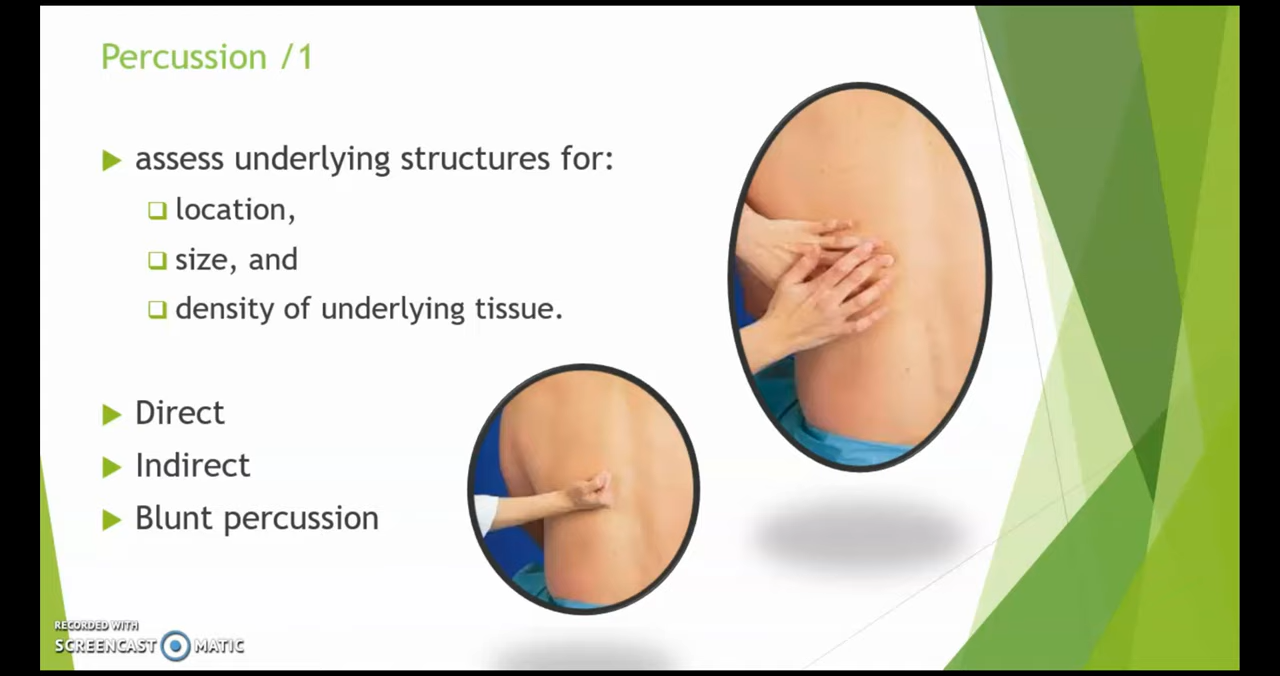 Percussion /1
assess underlying structures for:
location,
size, and
density of underlying tissue.
Direct
Indirect
Blunt percussion
RECORDED WITH
SCREENCAST MATIC